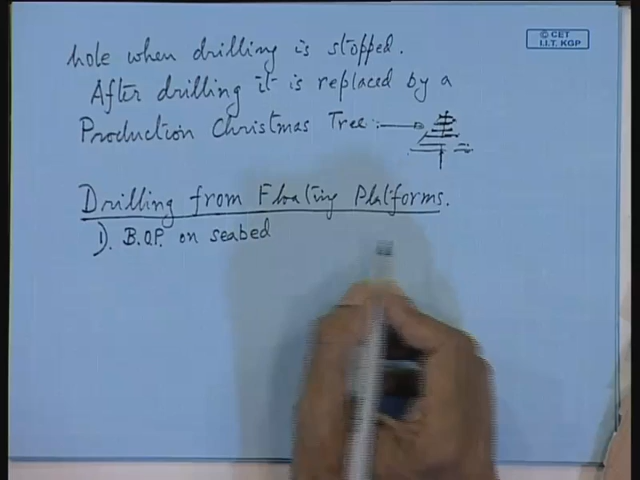 © CET
I.I.T. KGP
hole when drilling is stopped.
After drilling it is replaced by a
Production Christmas Tree :
Drilling from Floating Platforms.
1). B.O.P. on seabed